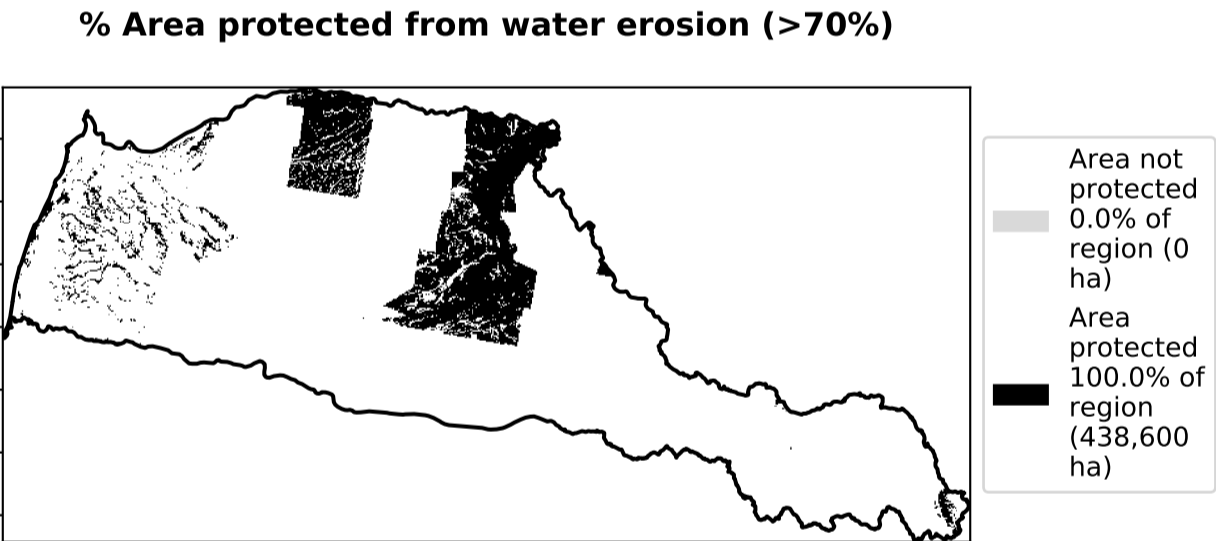 % Area protected from water erosion (>70%)
Area not
protected
0.0% of
region (0
ha)
Area
protected
100.0% of
region
(438,600
ha)